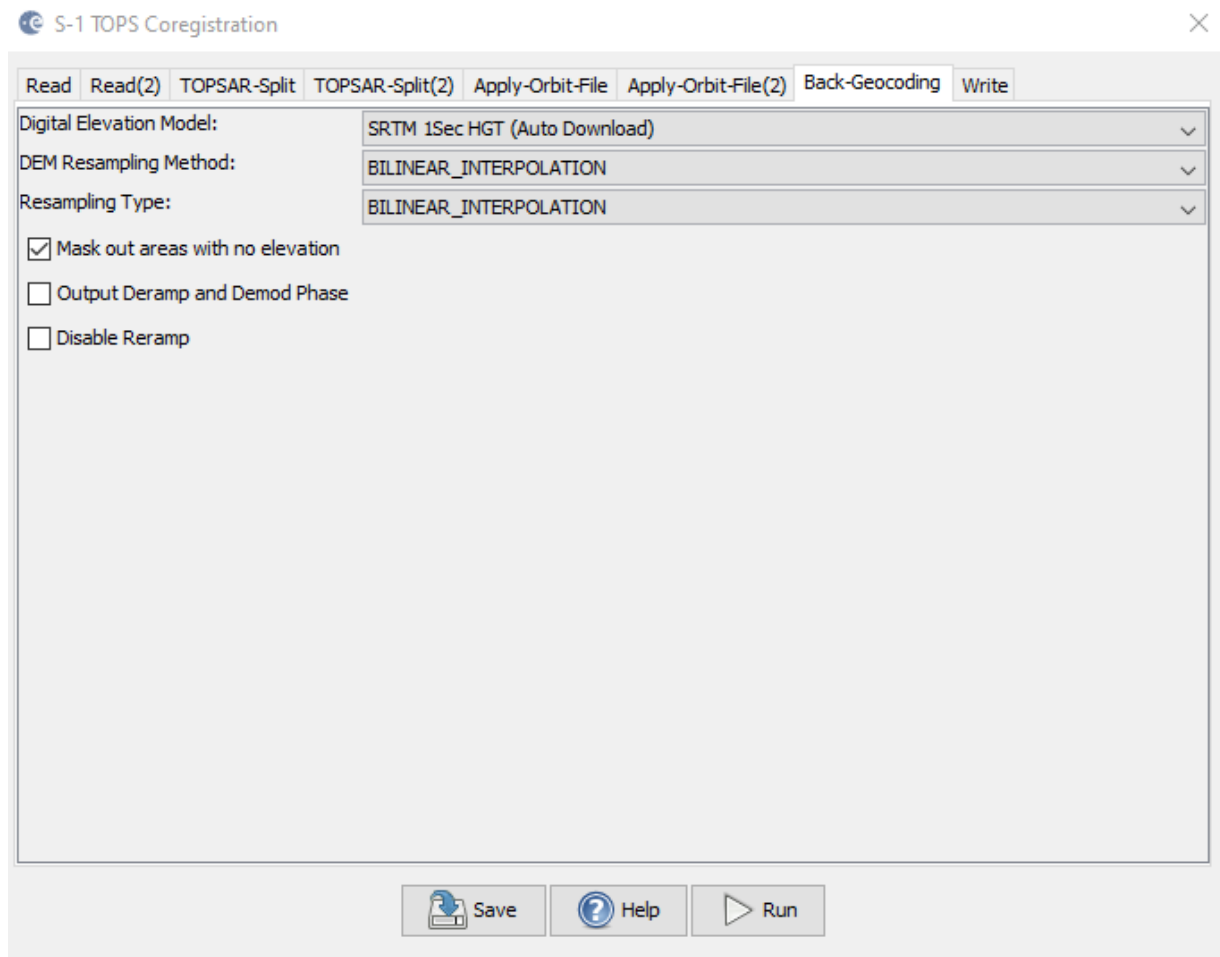 S-1 TOPS Coregistration
Read Read(2) TOPSAR-Split TOPSAR-Split(2) Apply-Orbit-File Apply-Orbit-File(2) Back-Geocoding Write
Digital Elevation Model: SRTM 1Sec HGT (Auto Download)
DEM Resampling Method: BILINEAR_INTERPOLATION
Resampling Type: BILINEAR_INTERPOLATION
Mask out areas with no elevation
Output Deramp and Demod Phase
Disable Reramp
Save Help Run